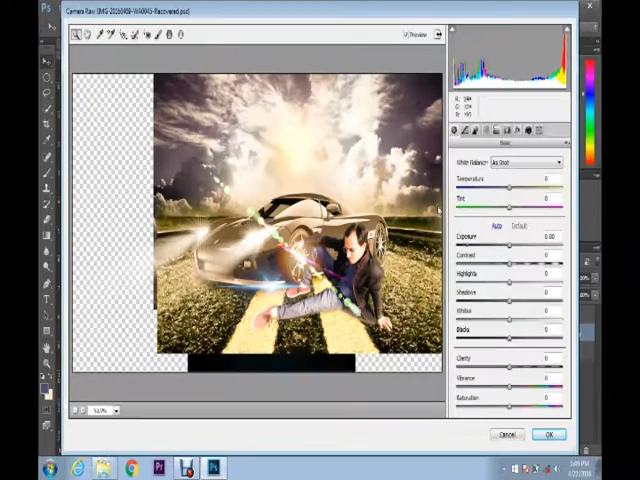 Ps
Camera Raw (IMG-20160409-WA0045-Recovered.psd)
Preview
R:
G:
B:
Basic
White Balance: As Shot
Temperature 0
Tint 0
Auto Default
Exposure 0.00
Contrast 0
Highlights 0
Shadows 0
Whites 0
Blacks 0
Clarity 0
Vibrance 0
Saturation 0
Cancel OK
Pr
Ps